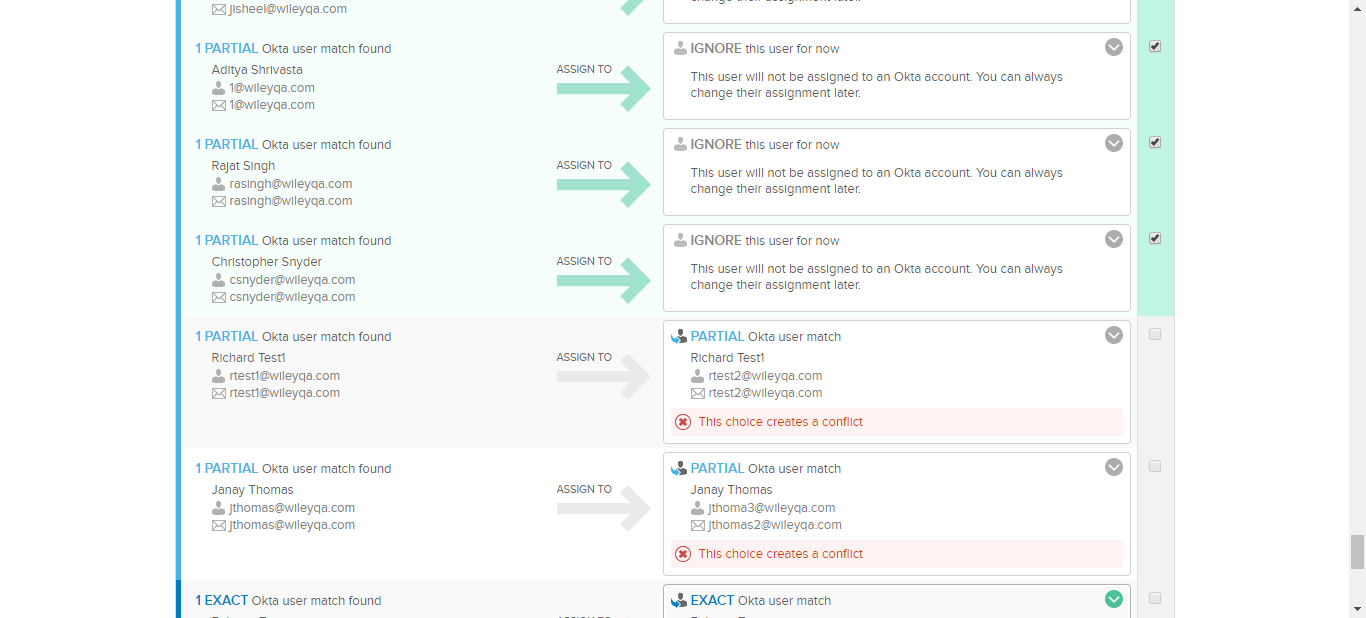 jisheel@wileyqa.com
change their assignment later.
1 PARTIAL Okta user match found
Aditya Shrivasta
1@wileyqa.com
1@wileyqa.com
ASSIGN TO
IGNORE this user for now
This user will not be assigned to an Okta account. You can always
change their assignment later.
1 PARTIAL Okta user match found
Rajat Singh
rasingh@wileyqa.com
rasingh@wileyqa.com
ASSIGN TO
IGNORE this user for now
This user will not be assigned to an Okta account. You can always
change their assignment later.
1 PARTIAL Okta user match found
Christopher Snyder
csnyder@wileyqa.com
csnyder@wileyqa.com
ASSIGN TO
IGNORE this user for now
This user will not be assigned to an Okta account. You can always
change their assignment later.
1 PARTIAL Okta user match found
Richard Test1
rtest1@wileyqa.com
rtest1@wileyqa.com
ASSIGN TO
PARTIAL Okta user match
Richard Test1
rtest2@wileyqa.com
rtest2@wileyqa.com
This choice creates a conflict
1 PARTIAL Okta user match found
Janay Thomas
jthomas@wileyqa.com
jthomas@wileyqa.com
ASSIGN TO
PARTIAL Okta user match
Janay Thomas
jthoma3@wileyqa.com
jthomas2@wileyqa.com
This choice creates a conflict
1 EXACT Okta user match found
EXACT Okta user match